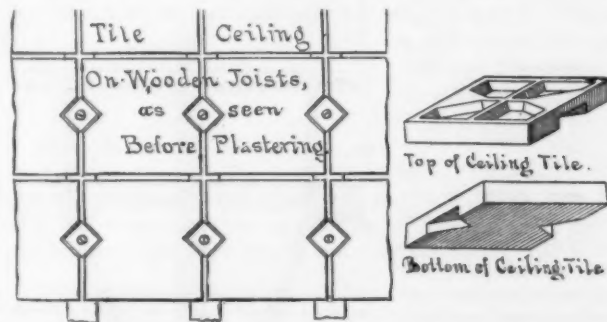 Tile Ceiling
On Wooden Joists,
as seen
Before Plastering.
Top of Ceiling Tile.
Bottom of Ceiling-Tile